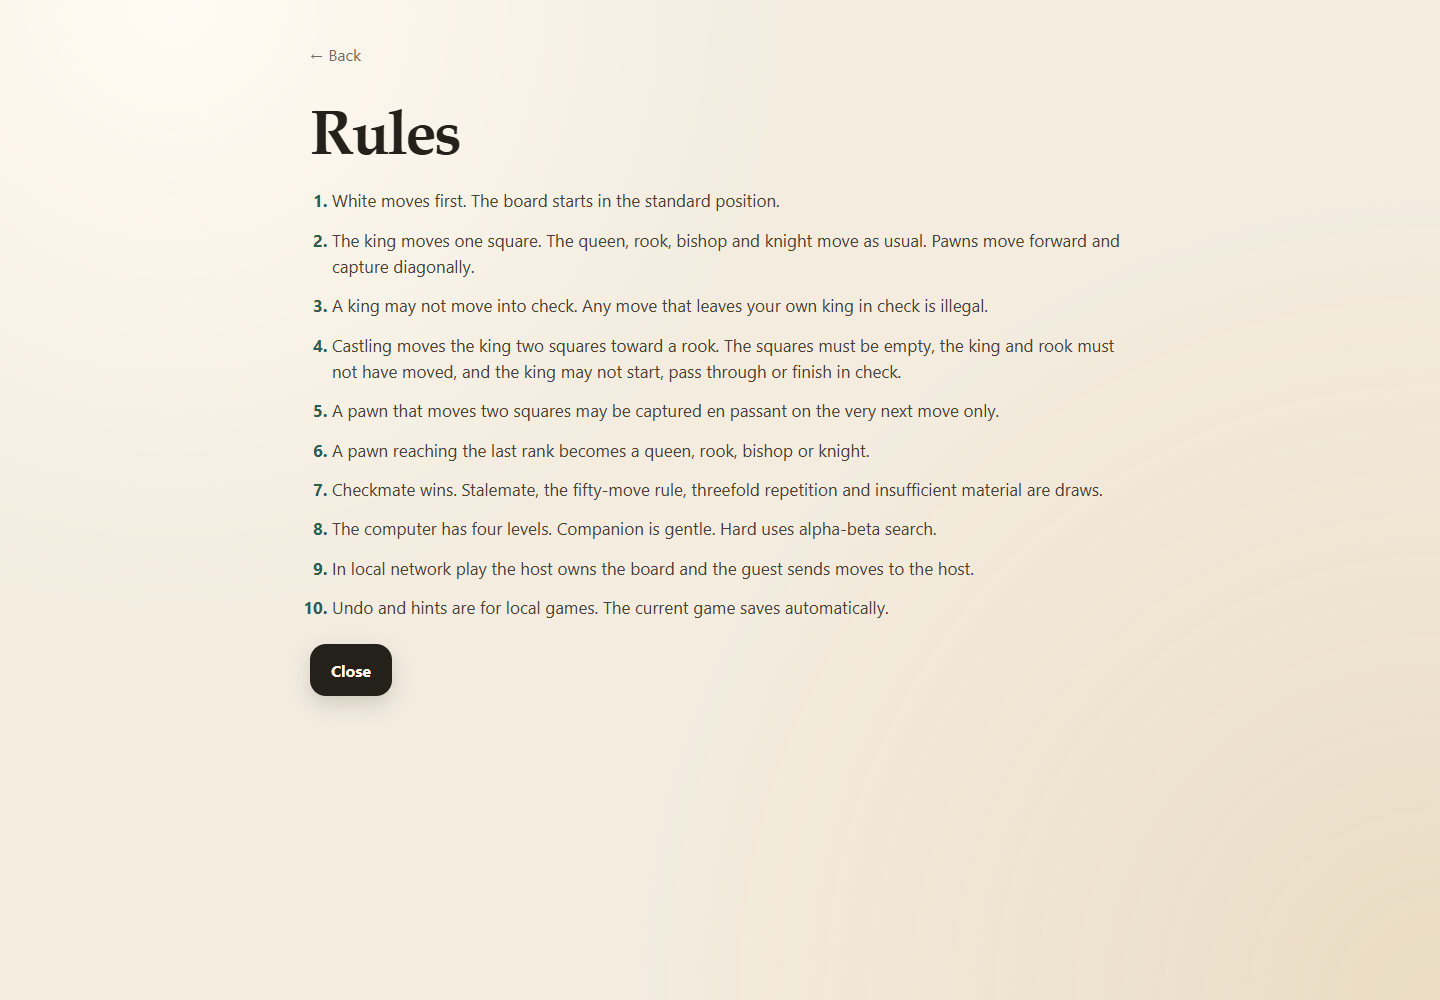 ← Back
Rules
1. White moves first. The board starts in the standard position.
2. The king moves one square. The queen, rook, bishop and knight move as usual. Pawns move forward and
capture diagonally.
3. A king may not move into check. Any move that leaves your own king in check is illegal.
4. Castling moves the king two squares toward a rook. The squares must be empty, the king and rook must
not have moved, and the king may not start, pass through or finish in check.
5. A pawn that moves two squares may be captured en passant on the very next move only.
6. A pawn reaching the last rank becomes a queen, rook, bishop or knight.
7. Checkmate wins. Stalemate, the fifty-move rule, threefold repetition and insufficient material are draws.
8. The computer has four levels. Companion is gentle. Hard uses alpha-beta search.
9. In local network play the host owns the board and the guest sends moves to the host.
10. Undo and hints are for local games. The current game saves automatically.
Close